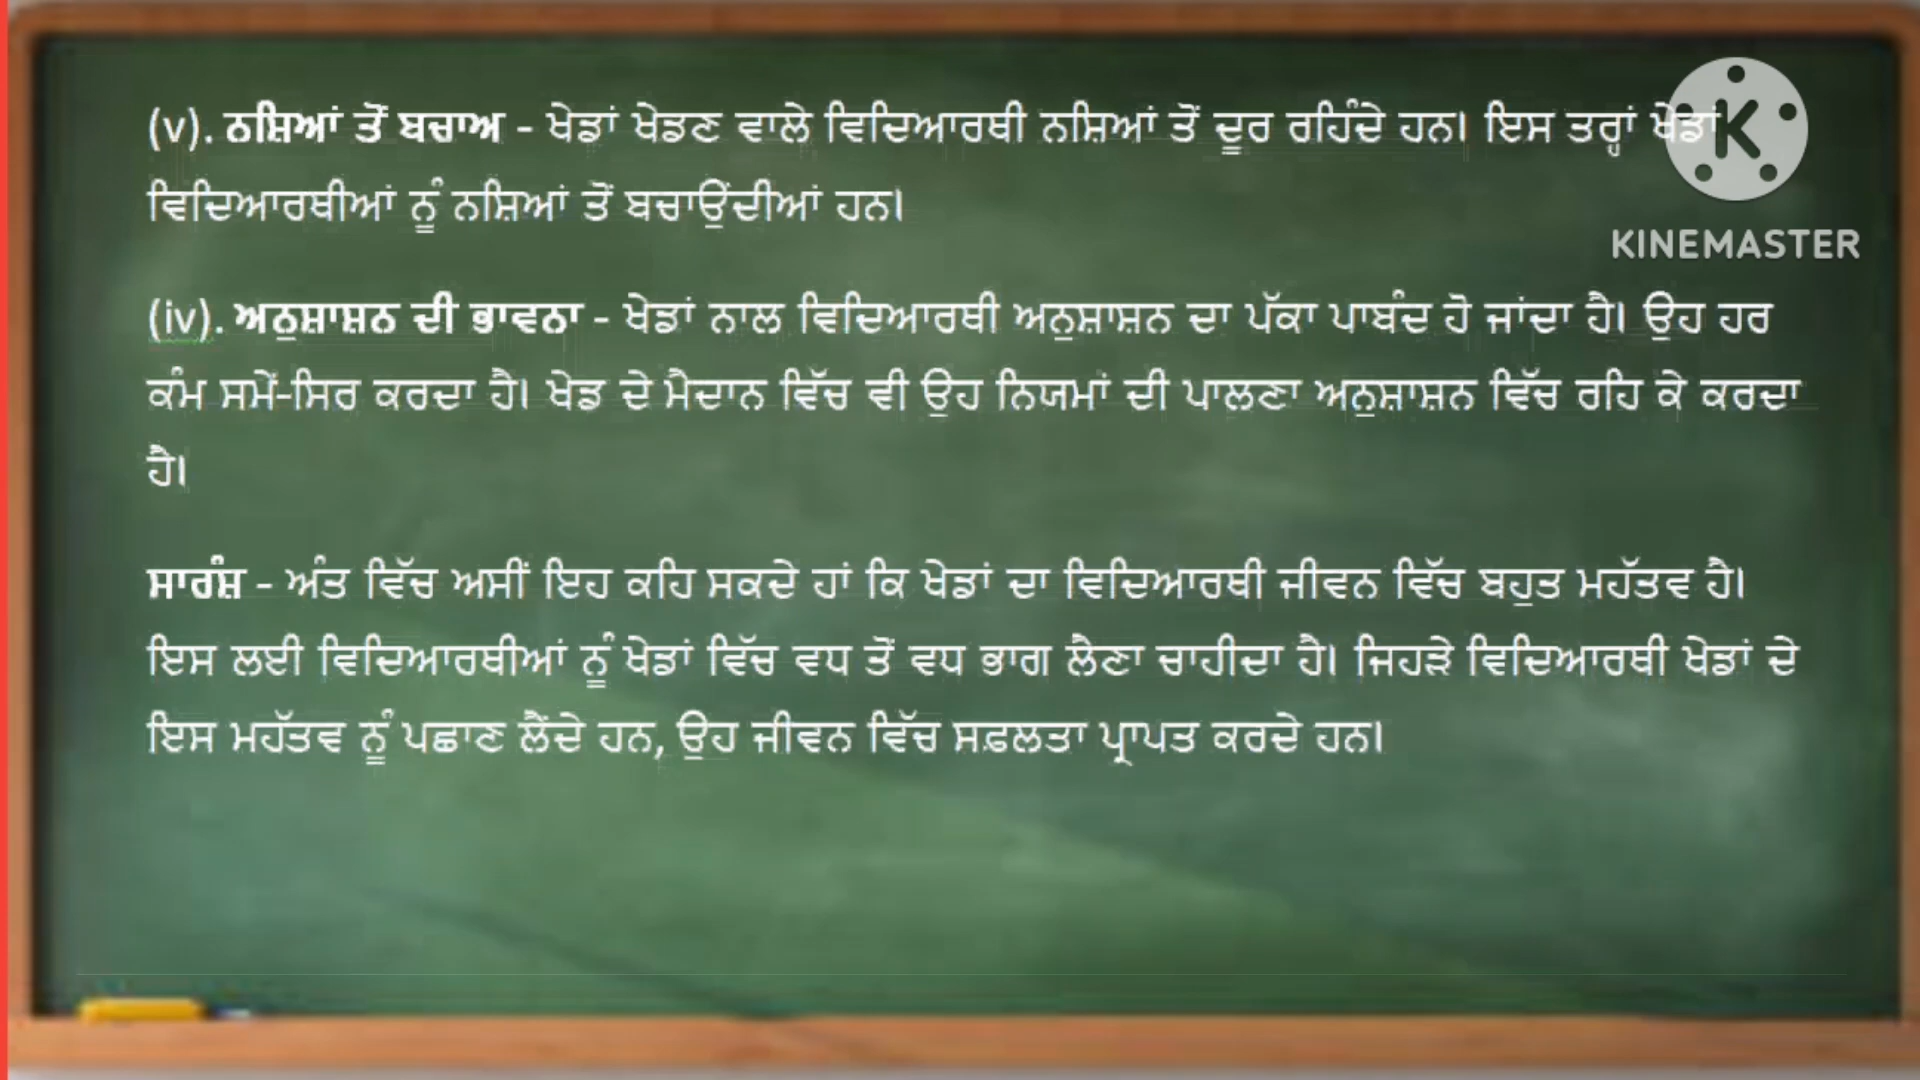 (v). ਨਸ਼ਿਆਂ ਤੋਂ ਬਚਾਅ - ਖੇਡਾਂ ਖੇਡਣ ਵਾਲੇ ਵਿਦਿਆਰਥੀ ਨਸ਼ਿਆਂ ਤੋਂ ਦੂਰ ਰਹਿੰਦੇ ਹਨ। ਇਸ ਤਰ੍ਹਾਂ ਖੇਡਾਂ
ਵਿਦਿਆਰਥੀਆਂ ਨੂੰ ਨਸ਼ਿਆਂ ਤੋਂ ਬਚਾਉਂਦੀਆਂ ਹਨ।
KINEMASTER
(iv). ਅਨੁਸ਼ਾਸ਼ਨ ਦੀ ਭਾਵਨਾ - ਖੇਡਾਂ ਨਾਲ ਵਿਦਿਆਰਥੀ ਅਨੁਸ਼ਾਸ਼ਨ ਦਾ ਪੱਕਾ ਪਾਬੰਦ ਹੋ ਜਾਂਦਾ ਹੈ। ਉਹ ਹਰ
ਕੰਮ ਸਮੇਂ-ਸਿਰ ਕਰਦਾ ਹੈ। ਖੇਡ ਦੇ ਮੈਦਾਨ ਵਿੱਚ ਵੀ ਉਹ ਨਿਯਮਾਂ ਦੀ ਪਾਲਣਾ ਅਨੁਸ਼ਾਸ਼ਨ ਵਿੱਚ ਰਹਿ ਕੇ ਕਰਦਾ
ਹੈ।
ਸਾਰੰਸ਼ - ਅੰਤ ਵਿੱਚ ਅਸੀਂ ਇਹ ਕਹਿ ਸਕਦੇ ਹਾਂ ਕਿ ਖੇਡਾਂ ਦਾ ਵਿਦਿਆਰਥੀ ਜੀਵਨ ਵਿੱਚ ਬਹੁਤ ਮਹੱਤਵ ਹੈ।
ਇਸ ਲਈ ਵਿਦਿਆਰਥੀਆਂ ਨੂੰ ਖੇਡਾਂ ਵਿੱਚ ਵਧ ਤੋਂ ਵਧ ਭਾਗ ਲੈਣਾ ਚਾਹੀਦਾ ਹੈ। ਜਿਹੜੇ ਵਿਦਿਆਰਥੀ ਖੇਡਾਂ ਦੇ
ਇਸ ਮਹੱਤਵ ਨੂੰ ਪਛਾਣ ਲੈਂਦੇ ਹਨ, ਉਹ ਜੀਵਨ ਵਿੱਚ ਸਫ਼ਲਤਾ ਪ੍ਰਾਪਤ ਕਰਦੇ ਹਨ।